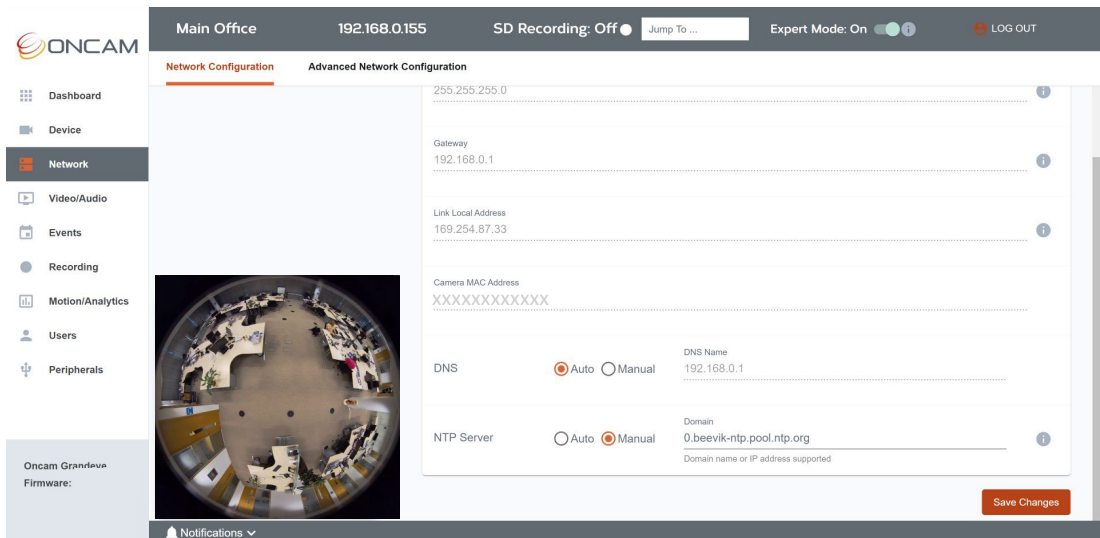 ONCAM
Main Office 192.168.0.155 SD Recording: Off Jump To ... Expert Mode: On LOG OUT
Network Configuration Advanced Network Configuration
Dashboard
Device
Network
Video/Audio
Events
Recording
Motion/Analytics
Users
Peripherals
Oncam Grandeye
Firmware:
255.255.255.0
Gateway
192.168.0.1
Link Local Address
169.254.87.33
Camera MAC Address
XXXXXXXXXXXX
DNS Auto Manual
DNS Name
192.168.0.1
NTP Server Auto Manual
Domain
0.beevik-ntp.pool.ntp.org
Domain name or IP address supported
Save Changes
Notifications